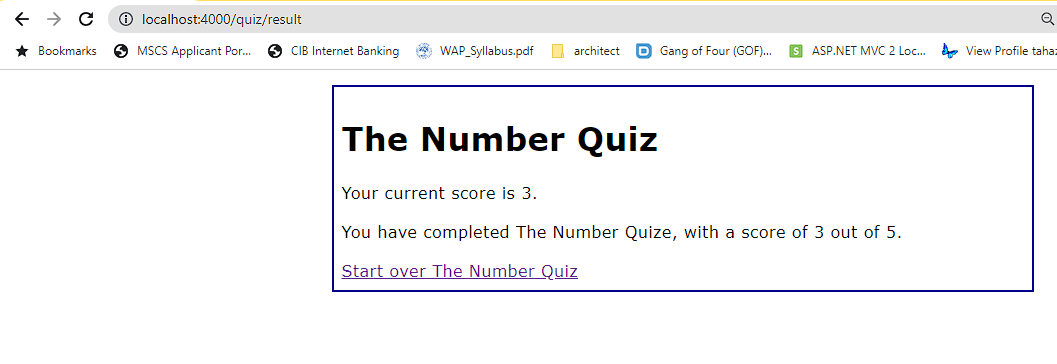 localhost:4000/quiz/result
Bookmarks MSCS Applicant Por... CIB Internet Banking WAP_Syllabus.pdf architect Gang of Four (GOF)... ASP.NET MVC 2 Loc... View Profile tahaz
The Number Quiz
Your current score is 3.
You have completed The Number Quize, with a score of 3 out of 5.
Start over The Number Quiz